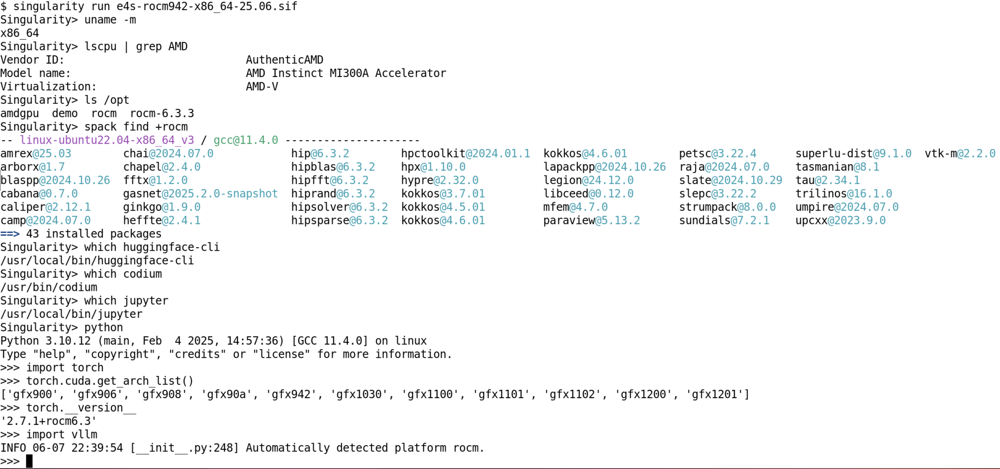 $ singularity run e4s-rocm942-x86_64-25.06.sif
Singularity> uname -m
x86_64
Singularity> lscpu | grep AMD
Vendor ID:                            AuthenticAMD
Model name:                           AMD Instinct MI300A Accelerator
Virtualization:                       AMD-V
Singularity> ls /opt
amdgpu  demo  rocm  rocm-6.3.3
Singularity> spack find +rocm
-- linux-ubuntu22.04-x86_64_v3 / gcc@11.4.0 ---------------------
amrex@25.03        chai@2024.07.0            hip@6.3.2        hpctoolkit@2024.01.1  kokkos@4.6.01        petsc@3.22.4      superlu-dist@9.1.0  vtk-m@2.2.0
arborx@1.7         chapel@2.4.0              hipblas@6.3.2    hpx@1.10.0            lapackpp@2024.10.26  raja@2024.07.0    tasmanian@8.1
blaspp@2024.10.26  fftx@1.2.0                hipfft@6.3.2     hypre@2.32.0          legion@24.12.0       slate@2024.10.29  tau@2.34.1
cabana@0.7.0       gasnet@2025.2.0-snapshot  hiprand@6.3.2    kokkos@3.7.01         libceed@0.12.0       slepc@3.22.2      trilinos@16.1.0
caliper@2.12.1     ginkgo@1.9.0              hipsolver@6.3.2  kokkos@4.5.01         mfem@4.7.0           strumpack@8.0.0   umpire@2024.07.0
camp@2024.07.0     heffte@2.4.1              hipsparse@6.3.2  kokkos@4.6.01         paraview@5.13.2      sundials@7.2.1    upcxx@2023.9.0
==> 43 installed packages
Singularity> which huggingface-cli
/usr/local/bin/huggingface-cli
Singularity> which codium
/usr/bin/codium
Singularity> which jupyter
/usr/local/bin/jupyter
Singularity> python
Python 3.10.12 (main, Feb  4 2025, 14:57:36) [GCC 11.4.0] on linux
Type "help", "copyright", "credits" or "license" for more information.
>>> import torch
>>> torch.cuda.get_arch_list()
['gfx900', 'gfx906', 'gfx908', 'gfx90a', 'gfx942', 'gfx1030', 'gfx1100', 'gfx1101', 'gfx1102', 'gfx1200', 'gfx1201']
>>> torch.__version__
'2.7.1+rocm6.3'
>>> import vllm
INFO 06-07 22:39:54 [__init__.py:248] Automatically detected platform rocm.
>>>